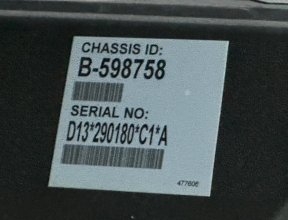 CHASSIS ID:
B-598758
SERIAL NO:
D13*290180*C1*A
477606